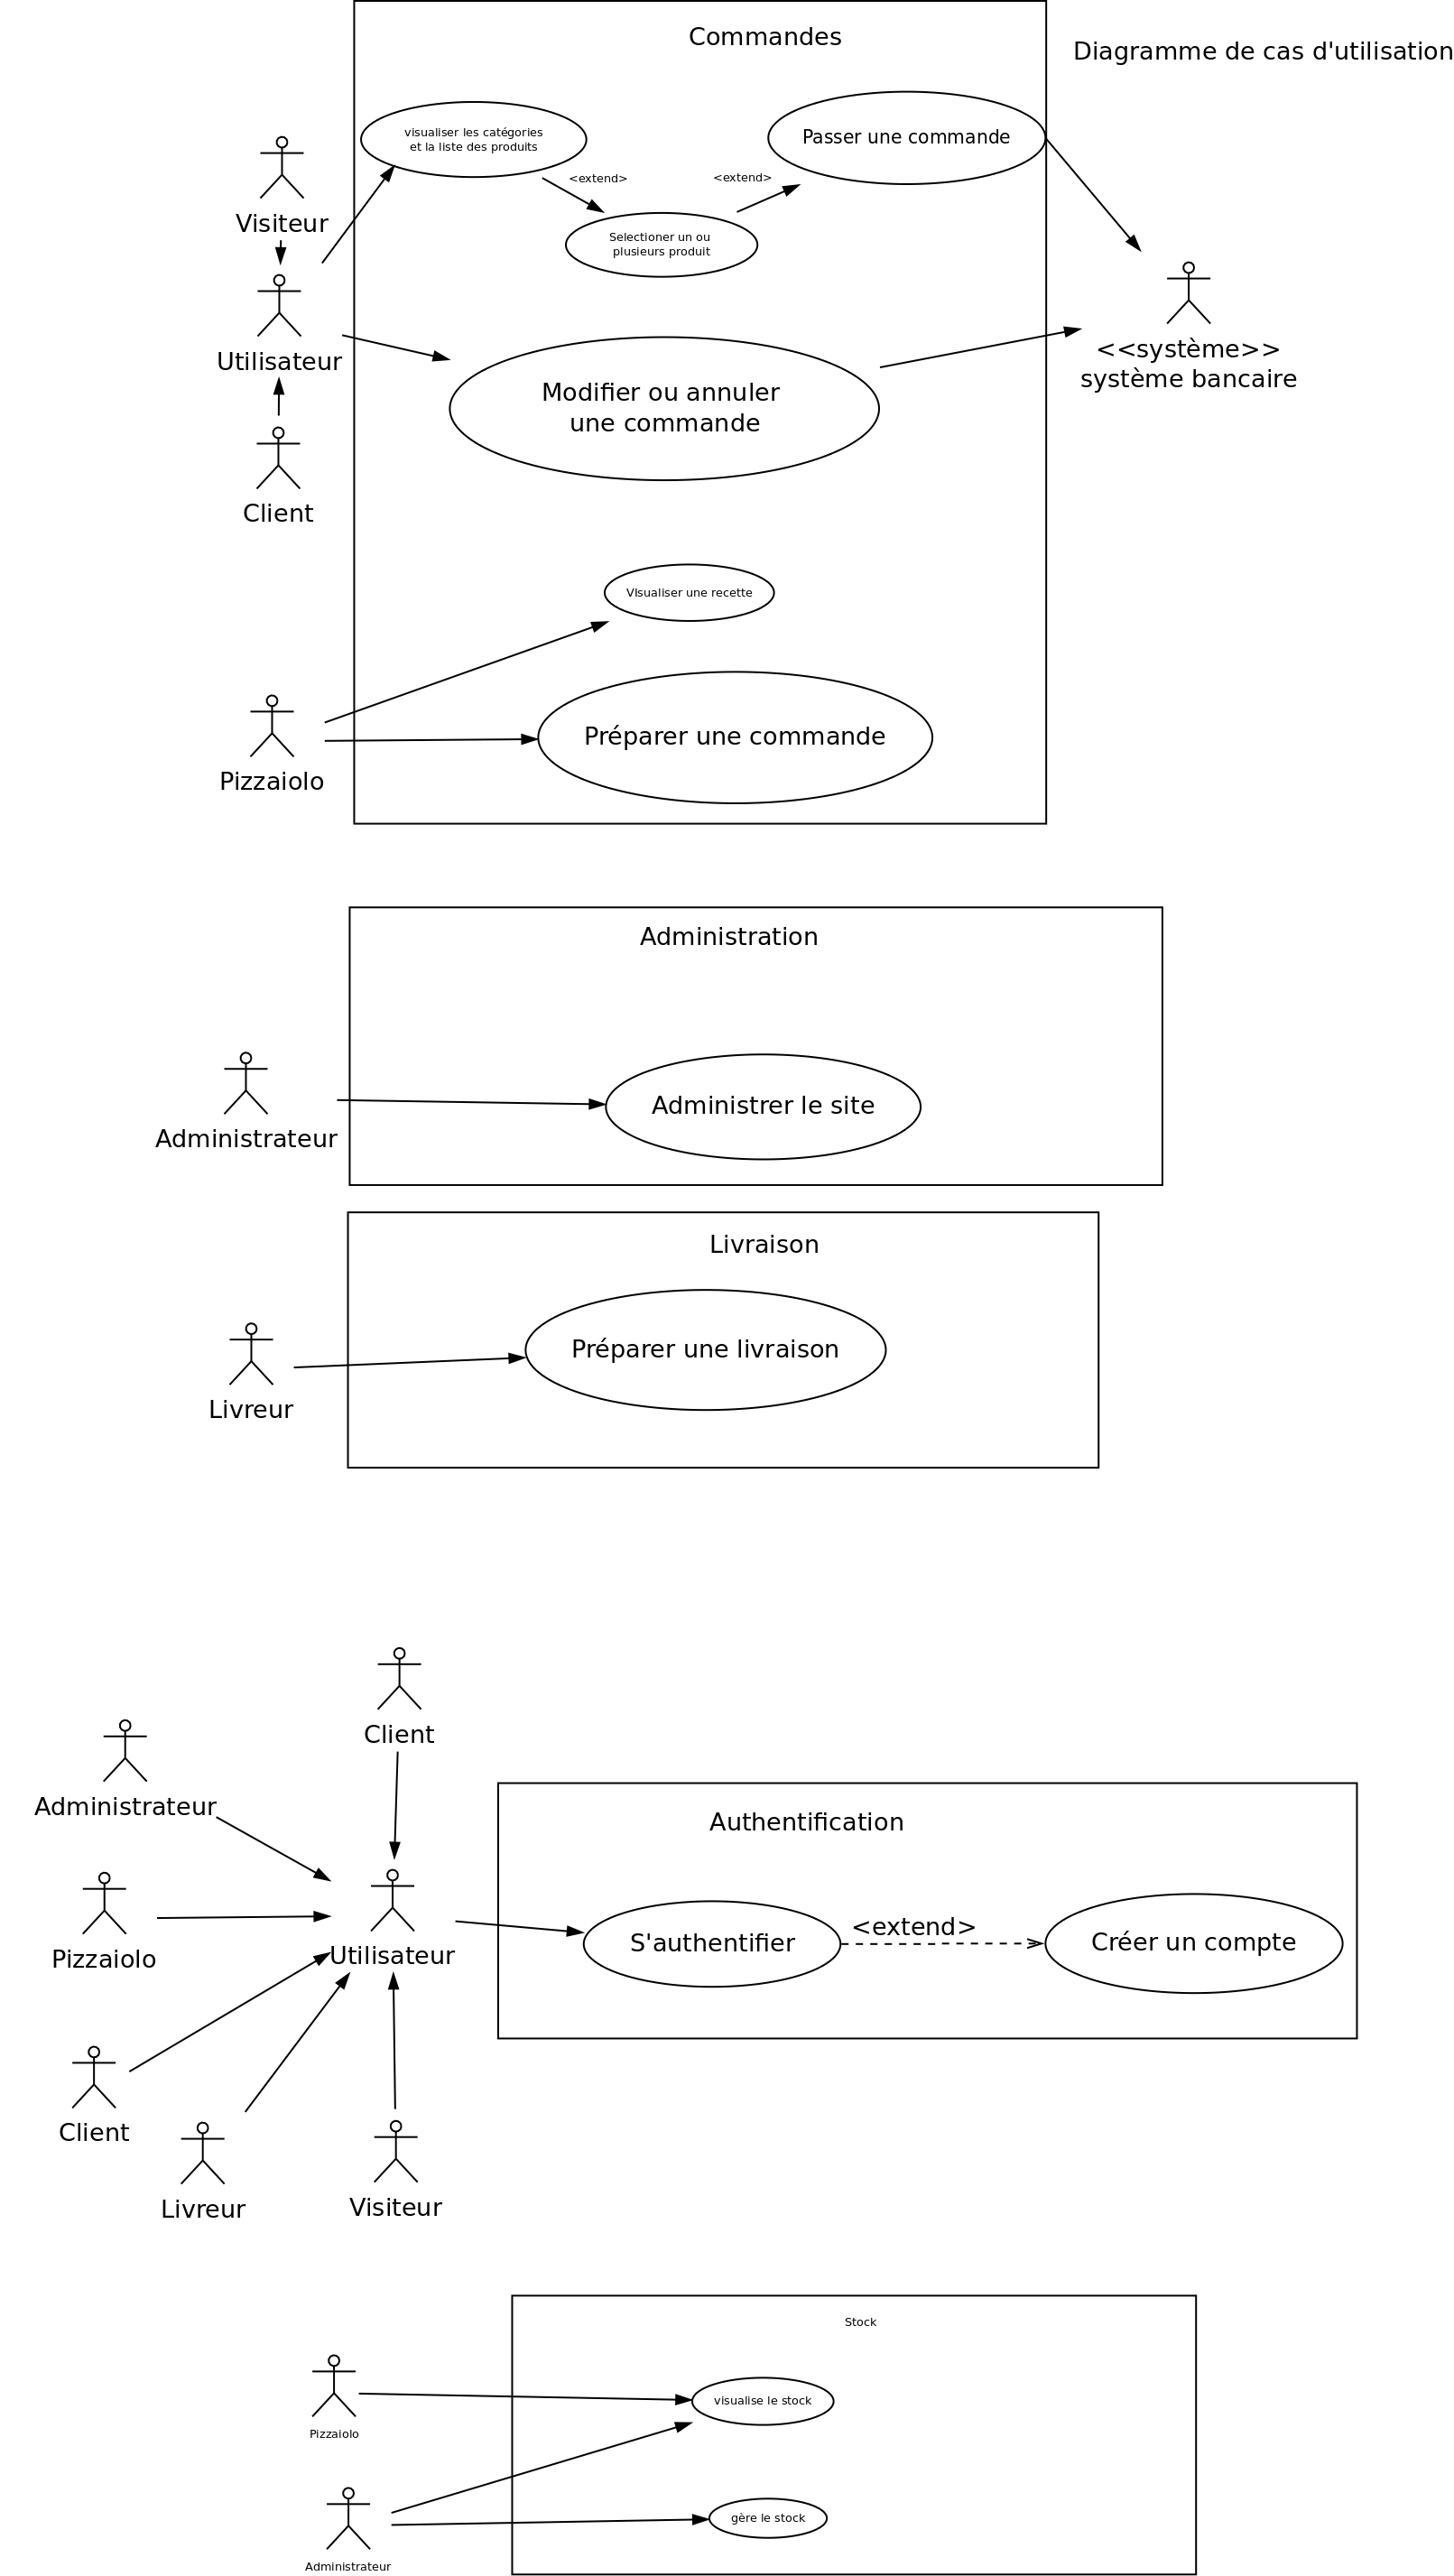 Commandes
Diagramme de cas d'utilisation
visualiser les catégories
et la liste des produits
Passer une commande
<extend>
<extend>
Visiteur
Selectioner un ou
plusieurs produit
Utilisateur
<<système>>
système bancaire
Modifier ou annuler
une commande
Client
VIsualiser une recette
Pizzaiolo
Préparer une commande
Administration
Administrateur
Administrer le site
Livraison
Préparer une livraison
Livreur
Client
Administrateur
Authentification
Pizzaiolo
Utilisateur
S'authentifier
<extend>
Créer un compte
Client
Livreur
Visiteur
Stock
visualise le stock
Pizzaiolo
gère le stock
Administrateur